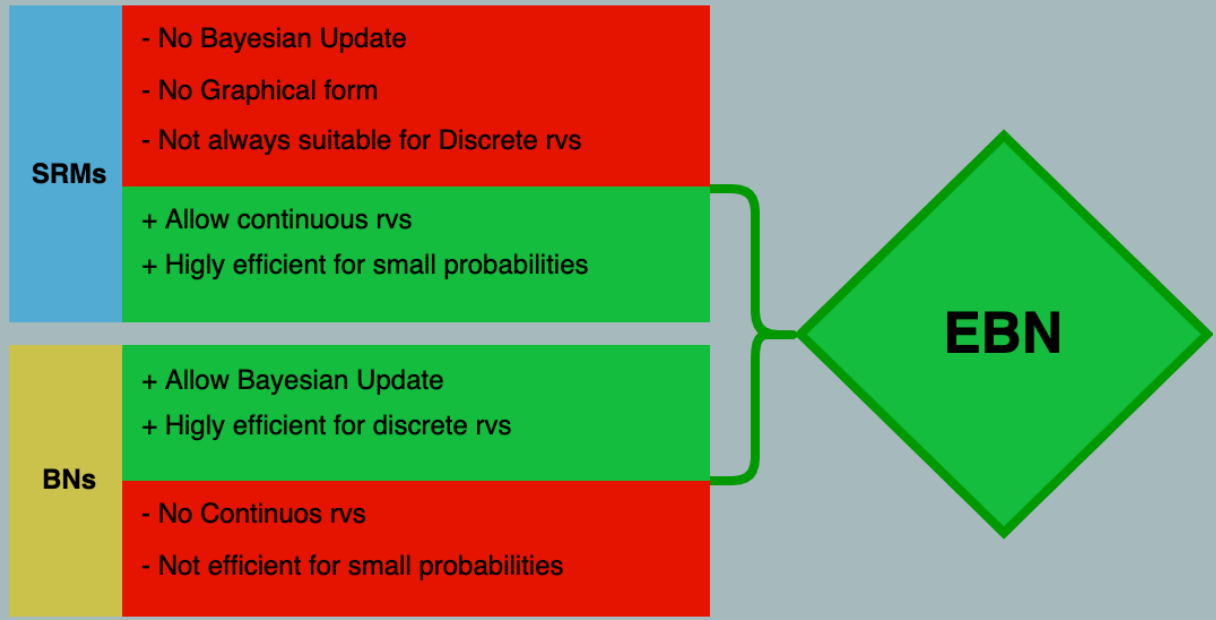 SRMs
- No Bayesian Update
- No Graphical form
- Not always suitable for Discrete rvs
+ Allow continuous rvs
+ Higly efficient for small probabilities
BNs
+ Allow Bayesian Update
+ Higly efficient for discrete rvs
- No Continuos rvs
- Not efficient for small probabilities
EBN